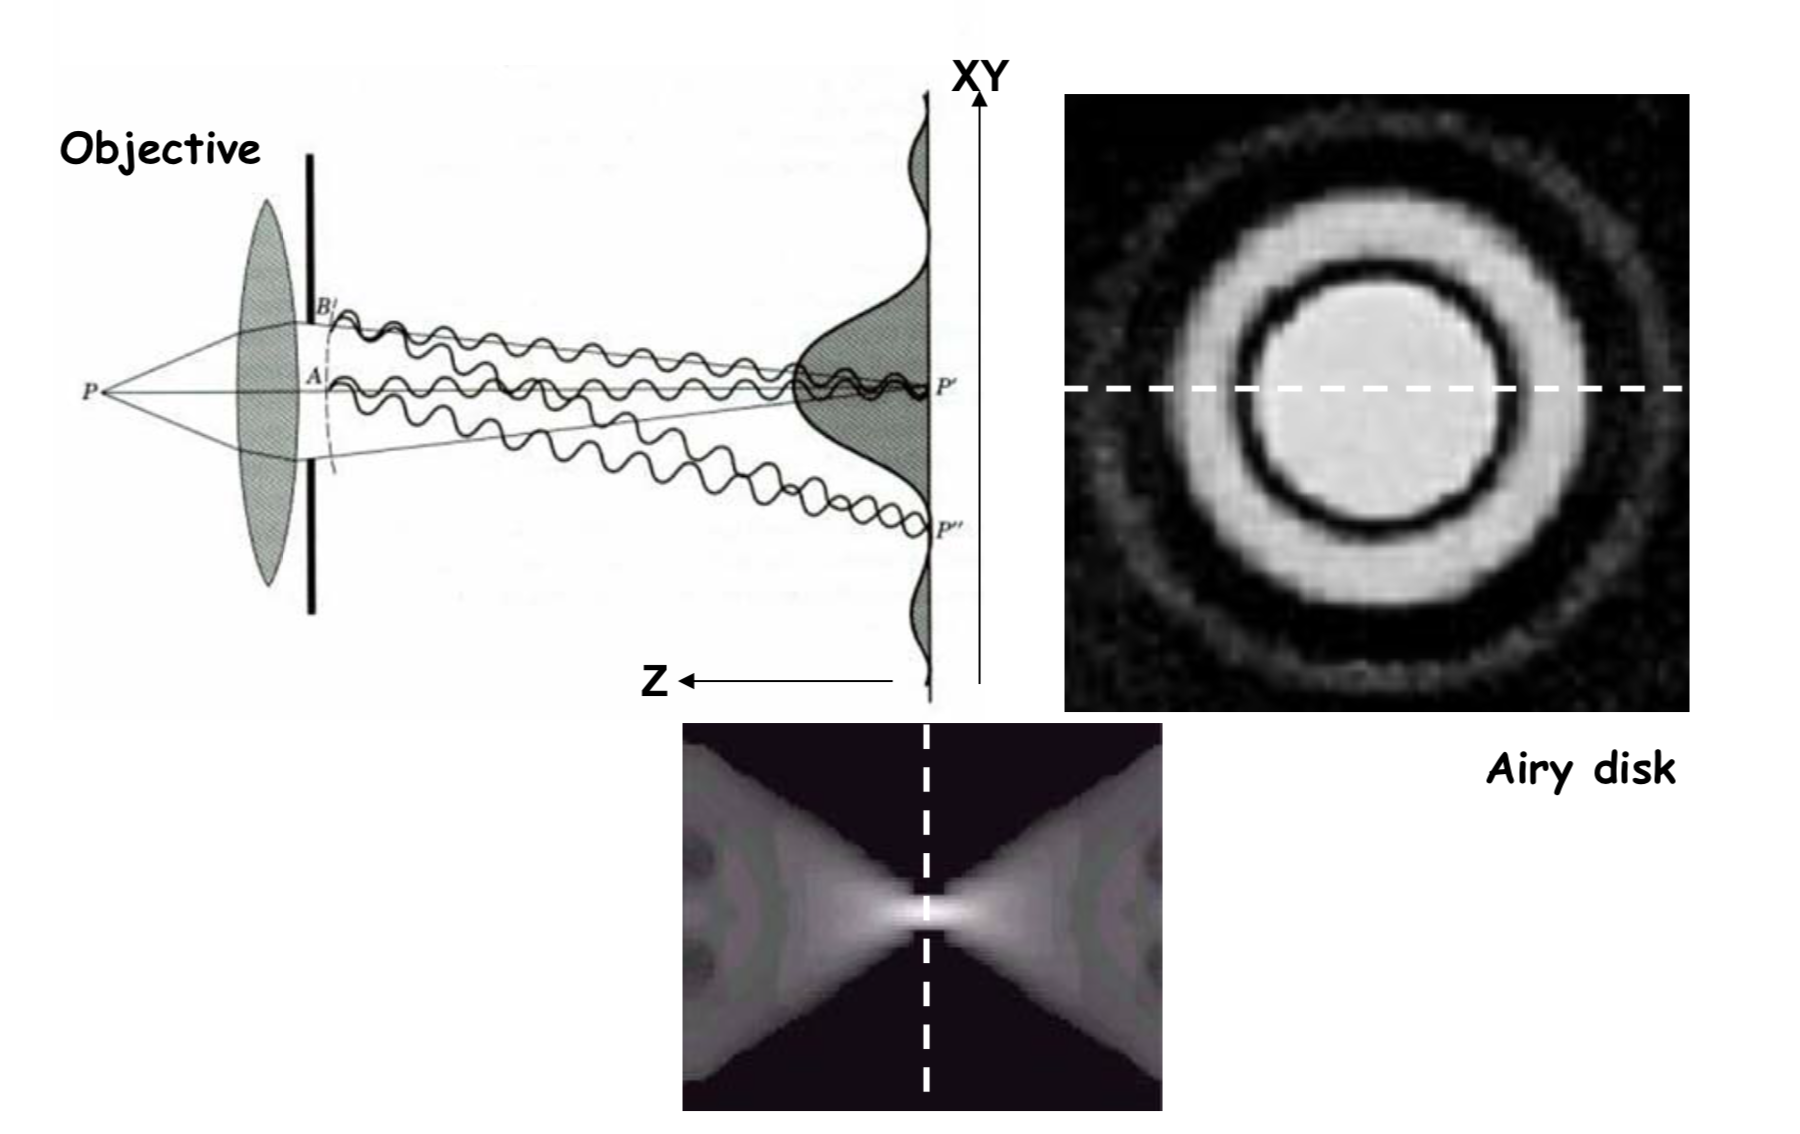 XY
Objective
B'
A
P
P'
P''
Z
Airy disk